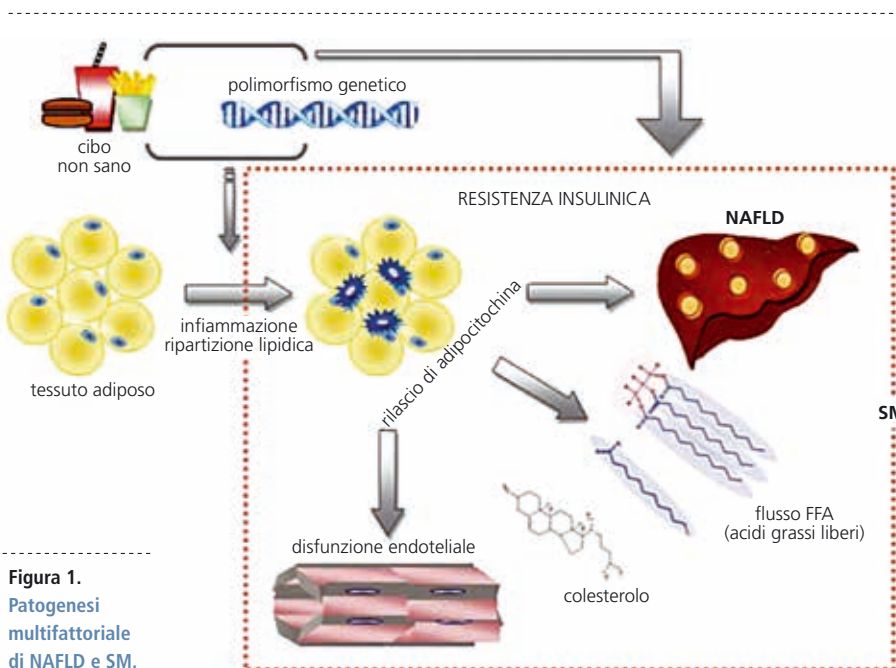 polimorfismo genetico
cibo
non sano
RESISTENZA INSULINICA
NAFLD
infiammazione
ripartizione lipidica
rilascio di adipocitochina
tessuto adiposo
SM
flusso FFA
(acidi grassi liberi)
disfunzione endoteliale
colesterolo
Figura 1.
Patogenesi
multifattoriale
di NAFLD e SM.